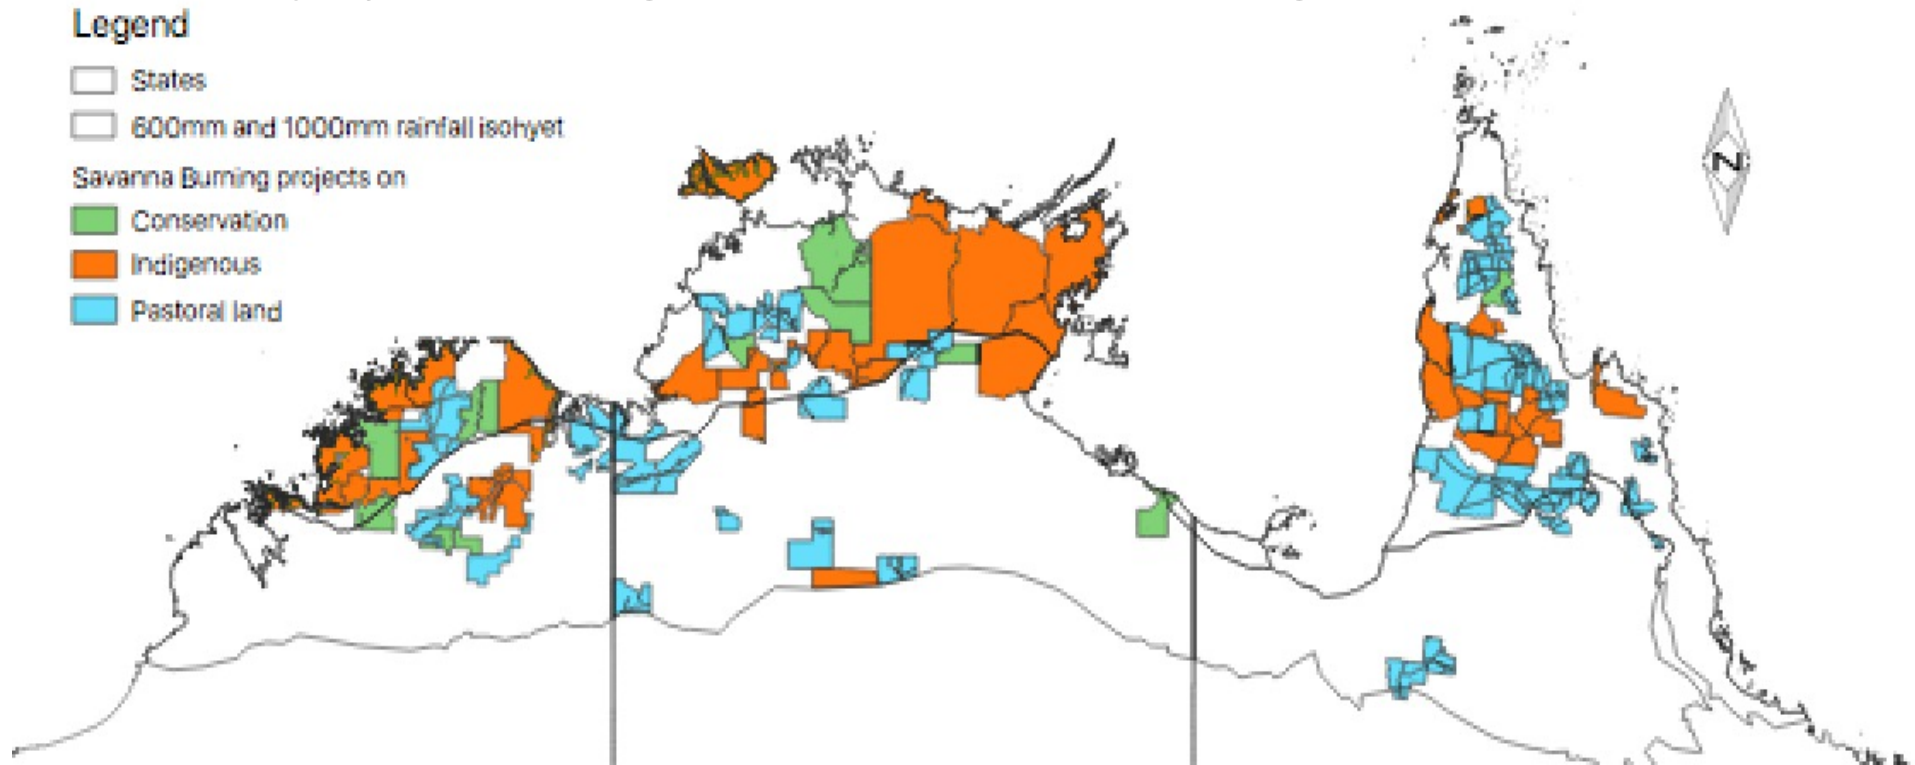 Legend
States
600mm and 1000mm rainfall isohyet
Savanna Burning projects on
Conservation
Indigenous
Pastoral land
N